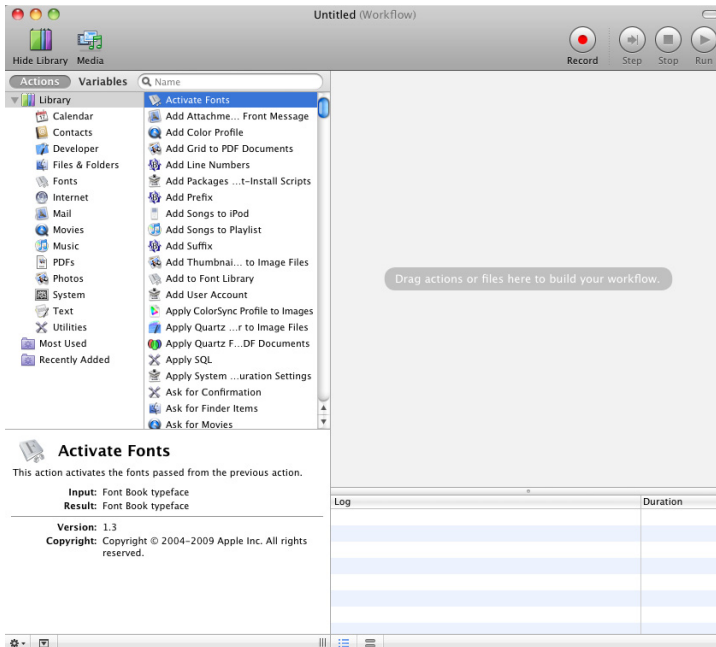 Untitled (Workflow)
Hide Library Media
Record Step Stop Run
Actions Variables Name
Library
Calendar
Contacts
Developer
Files & Folders
Fonts
Internet
Mail
Movies
Music
PDFs
Photos
System
Text
Utilities
Most Used
Recently Added
Activate Fonts
Add Attachme... Front Message
Add Color Profile
Add Grid to PDF Documents
Add Line Numbers
Add Packages ...t-Install Scripts
Add Prefix
Add Songs to iPod
Add Songs to Playlist
Add Suffix
Add Thumbnai... to Image Files
Add to Font Library
Add User Account
Apply ColorSync Profile to Images
Apply Quartz ...r to Image Files
Apply Quartz F...DF Documents
Apply SQL
Apply System ...uration Settings
Ask for Confirmation
Ask for Finder Items
Ask for Movies
Drag actions or files here to build your workflow.
Activate Fonts
This action activates the fonts passed from the previous action.
Input: Font Book typeface
Result: Font Book typeface
Version: 1.3
Copyright: Copyright © 2004–2009 Apple Inc. All rights
reserved.
Log Duration